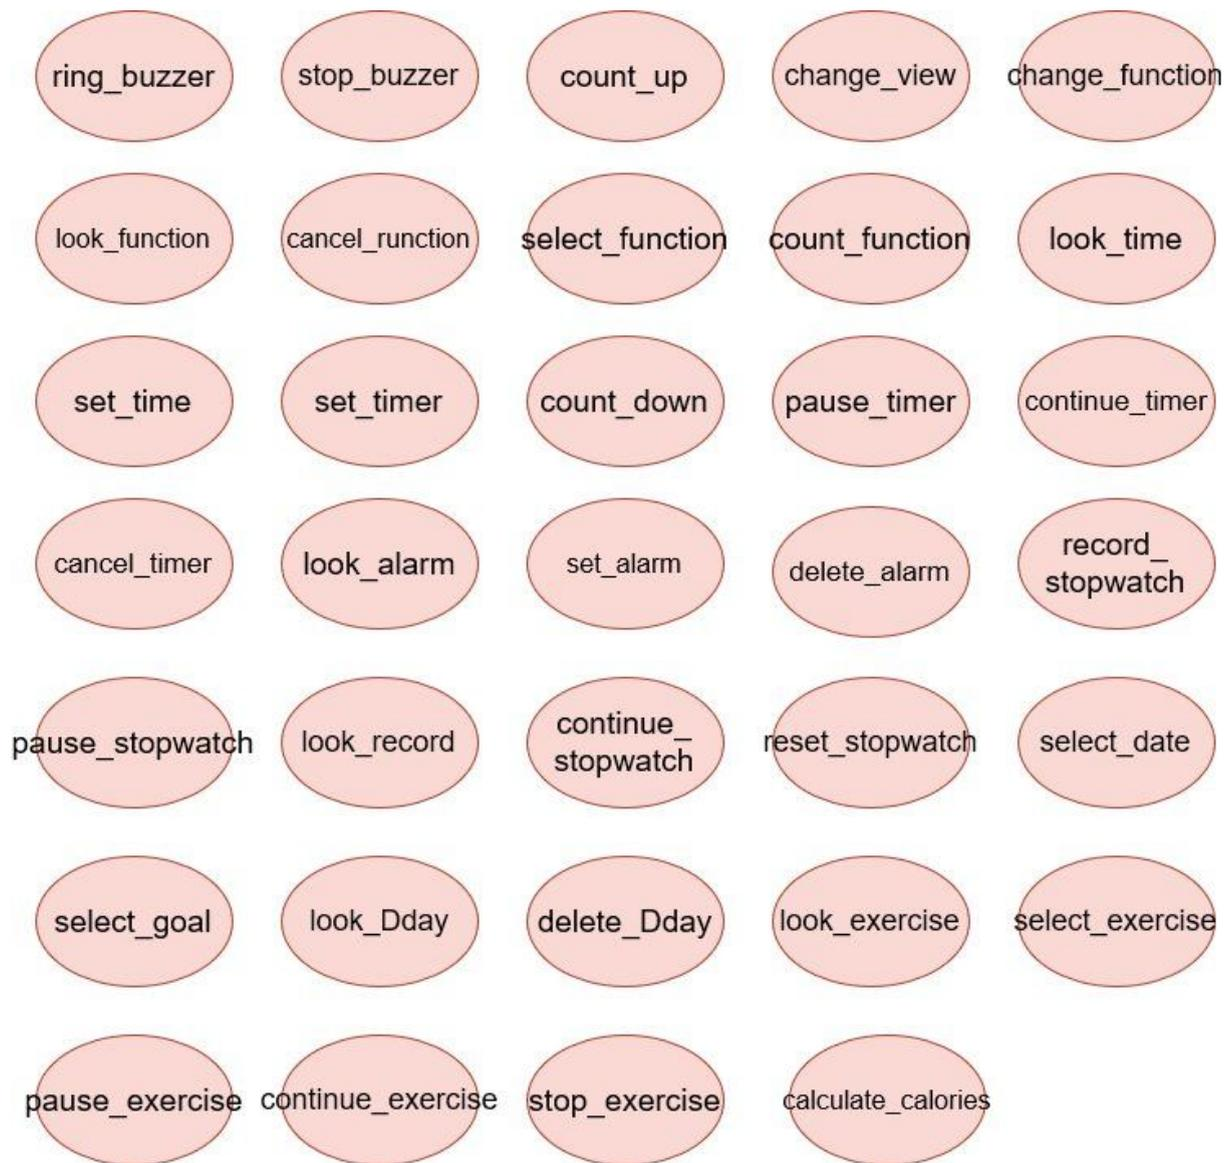 ring_buzzer
stop_buzzer
count_up
change_view
change_function
look_function
cancel_runction
select_function
count_function
look_time
set_time
set_timer
count_down
pause_timer
continue_timer
cancel_timer
look_alarm
set_alarm
delete_alarm
record_
stopwatch
pause_stopwatch
look_record
continue_
stopwatch
reset_stopwatch
select_date
select_goal
look_Dday
delete_Dday
look_exercise
select_exercise
pause_exercise
continue_exercise
stop_exercise
calculate_calories